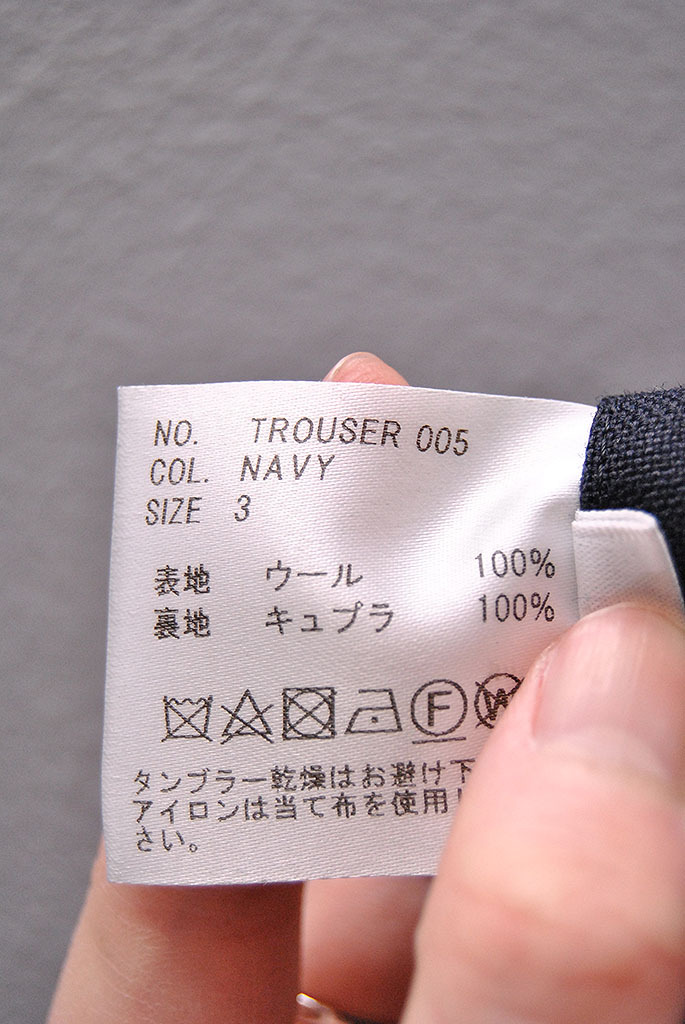 NO. TROUSER 005
COL. NAVY
SIZE 3
表地 ウール 100%
裏地 キュプラ 100%
F W
タンブラー乾燥はお避け下
アイロンは当て布を使用し
さい。